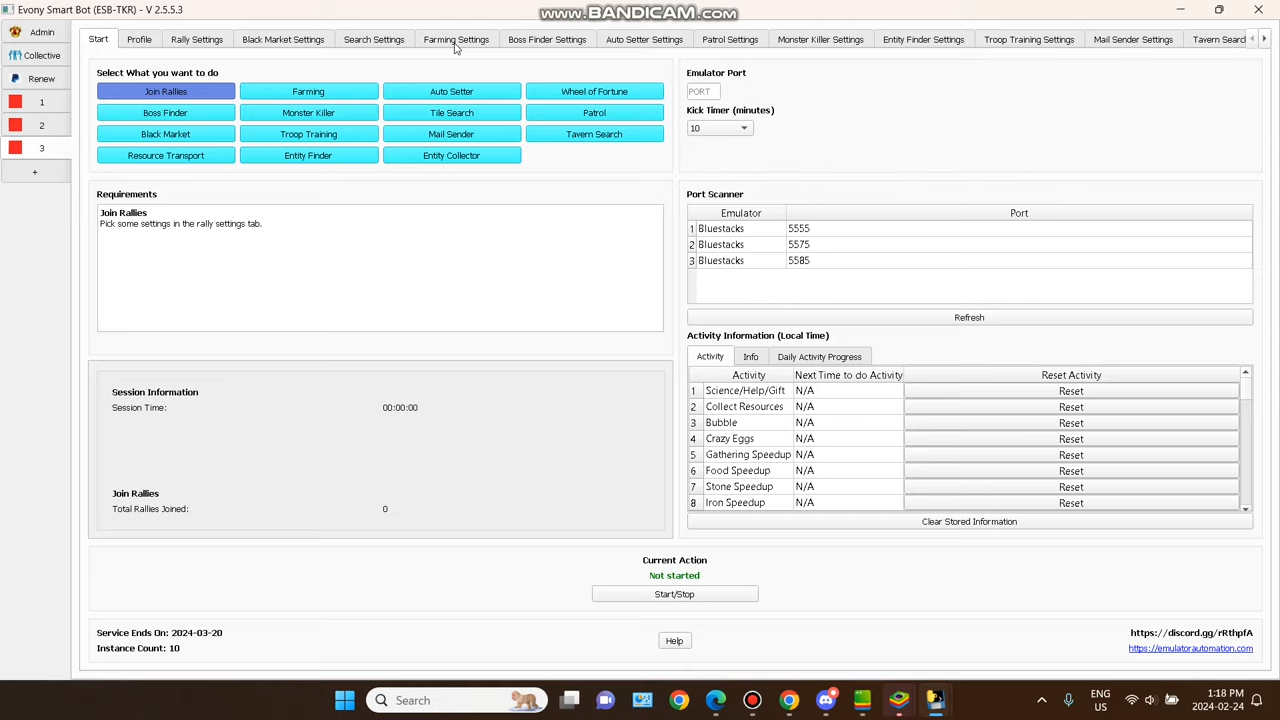 Evony Smart Bot (ESB-TKR) - V 2.5.5.3
www.BANDICAM.com
Admin
Collective
Renew
1
2
3
+
Start Profile Rally Settings Black Market Settings Search Settings Farming Settings Boss Finder Settings Auto Setter Settings Patrol Settings Monster Killer Settings Entity Finder Settings Troop Training Settings Mail Sender Settings Tavern Searc
Select What you want to do
Join Rallies Farming Auto Setter Wheel of Fortune
Boss Finder Monster Killer Tile Search Patrol
Black Market Troop Training Mail Sender Tavern Search
Resource Transport Entity Finder Entity Collector
Emulator Port
PORT
Kick Timer (minutes)
10
Requirements
Join Rallies
Pick some settings in the rally settings tab.
Port Scanner
Emulator Port
1 Bluestacks 5555
2 Bluestacks 5575
3 Bluestacks 5585
Refresh
Activity Information (Local Time)
Activity Info Daily Activity Progress
Activity Next Time to do Activity Reset Activity
1 Science/Help/Gift N/A Reset
2 Collect Resources N/A Reset
3 Bubble N/A Reset
4 Crazy Eggs N/A Reset
5 Gathering Speedup N/A Reset
6 Food Speedup N/A Reset
7 Stone Speedup N/A Reset
8 Iron Speedup N/A Reset
Clear Stored Information
Session Information
Session Time: 00:00:00
Join Rallies
Total Rallies Joined: 0
Current Action
Not started
Start/Stop
Service Ends On: 2024-03-20
Instance Count: 10
Help
https://discord.gg/rRthpfA
https://emulatorautomation.com
Search
ENG
US
1:18 PM
2024-02-24